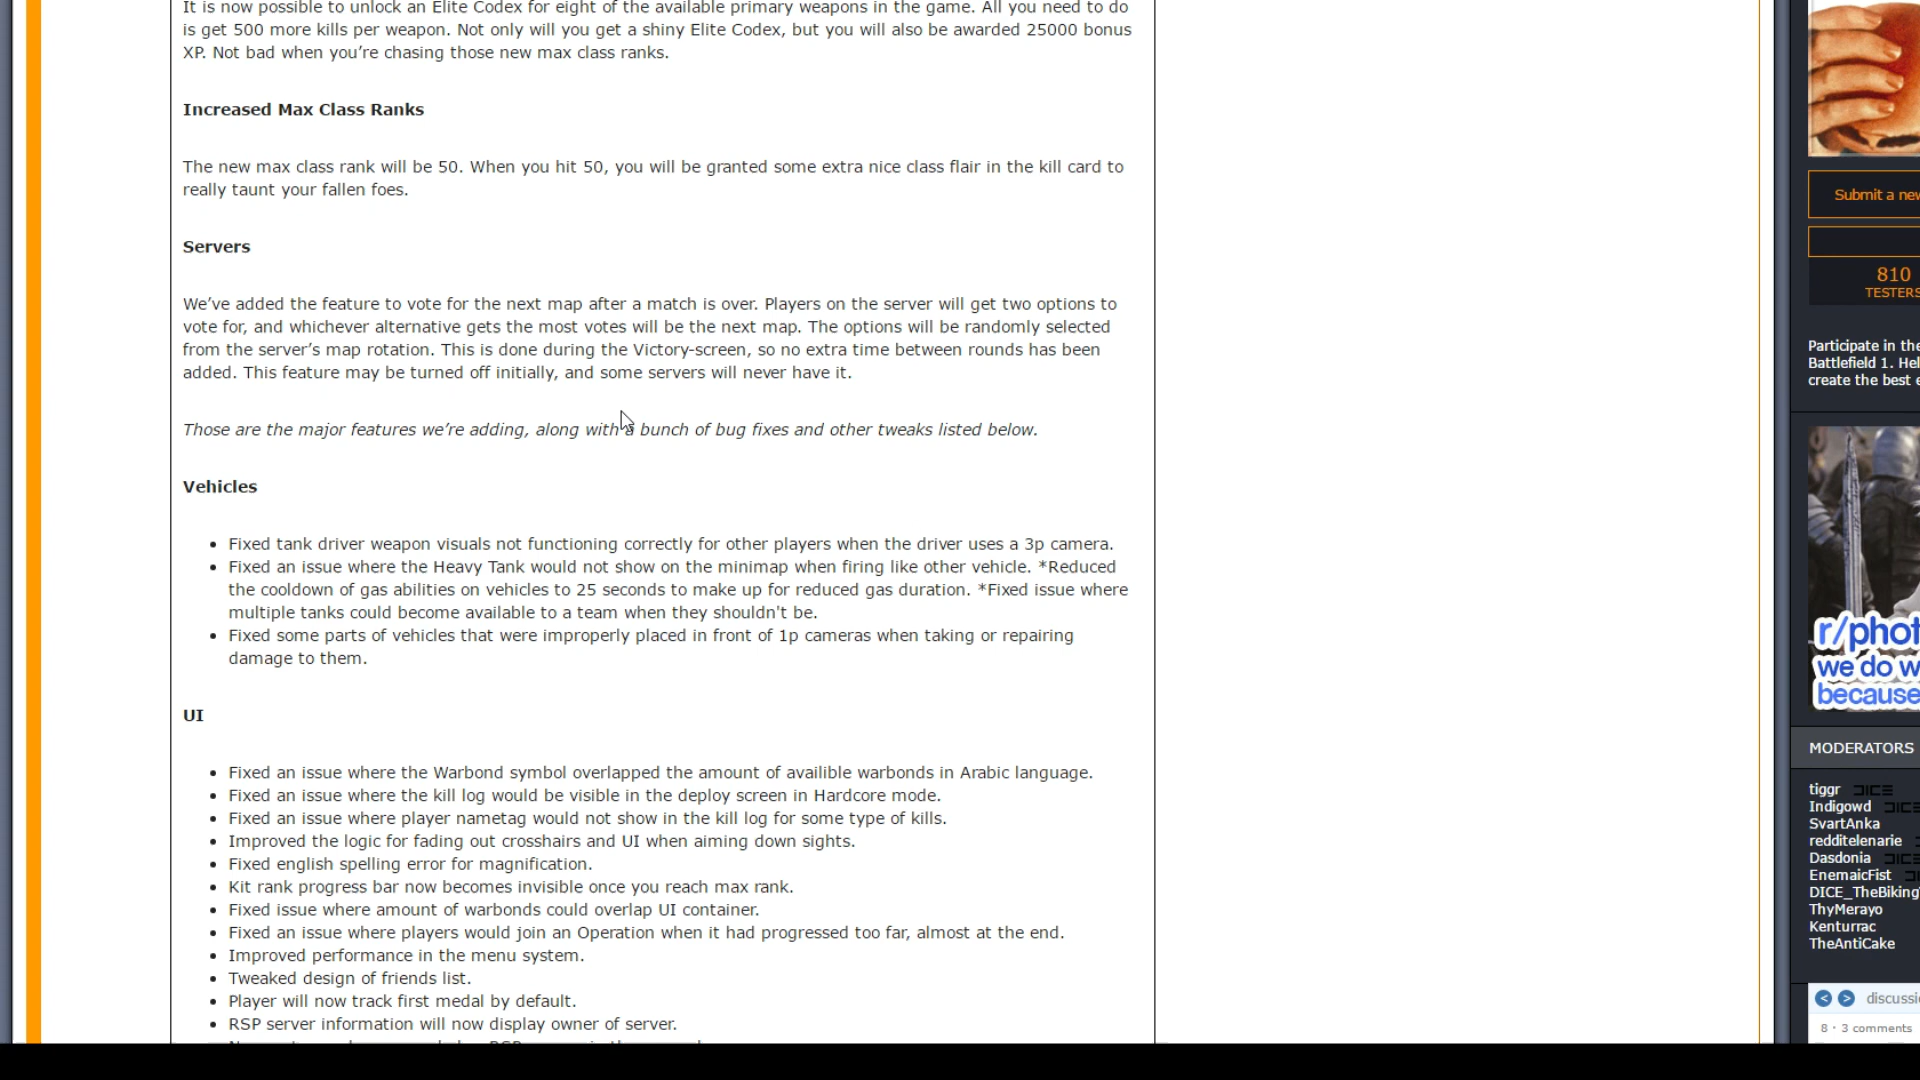 It is now possible to unlock an Elite Codex for eight of the available primary weapons in the game. All you need to do
is get 500 more kills per weapon. Not only will you get a shiny Elite Codex, but you will also be awarded 25000 bonus
XP. Not bad when you’re chasing those new max class ranks.
Increased Max Class Ranks
The new max class rank will be 50. When you hit 50, you will be granted some extra nice class flair in the kill card to
really taunt your fallen foes.
Servers
We’ve added the feature to vote for the next map after a match is over. Players on the server will get two options to
vote for, and whichever alternative gets the most votes will be the next map. The options will be randomly selected
from the server’s map rotation. This is done during the Victory-screen, so no extra time between rounds has been
added. This feature may be turned off initially, and some servers will never have it.
Those are the major features we’re adding, along with a bunch of bug fixes and other tweaks listed below.
Vehicles
• Fixed tank driver weapon visuals not functioning correctly for other players when the driver uses a 3p camera.
• Fixed an issue where the Heavy Tank would not show on the minimap when firing like other vehicle. *Reduced
the cooldown of gas abilities on vehicles to 25 seconds to make up for reduced gas duration. *Fixed issue where
multiple tanks could become available to a team when they shouldn't be.
• Fixed some parts of vehicles that were improperly placed in front of 1p cameras when taking or repairing
damage to them.
UI
• Fixed an issue where the Warbond symbol overlapped the amount of availible warbonds in Arabic language.
• Fixed an issue where the kill log would be visible in the deploy screen in Hardcore mode.
• Fixed an issue where player nametag would not show in the kill log for some type of kills.
• Improved the logic for fading out crosshairs and UI when aiming down sights.
• Fixed english spelling error for magnification.
• Kit rank progress bar now becomes invisible once you reach max rank.
• Fixed issue where amount of warbonds could overlap UI container.
• Fixed an issue where players would join an Operation when it had progressed too far, almost at the end.
• Improved performance in the menu system.
• Tweaked design of friends list.
• Player will now track first medal by default.
• RSP server information will now display owner of server.
Submit a new
810
TESTERS
Participate in the
Battlefield 1. Hel
create the best e
r/phot
we do w
because
MODERATORS
tiggr DICE
Indigowd DICE
SvartAnka
redditelenarie
Dasdonia DICE
EnemaicFist
DICE_TheBiking
ThyMerayo
Kenturrac
TheAntiCake
< > discussi
8 · 3 comments